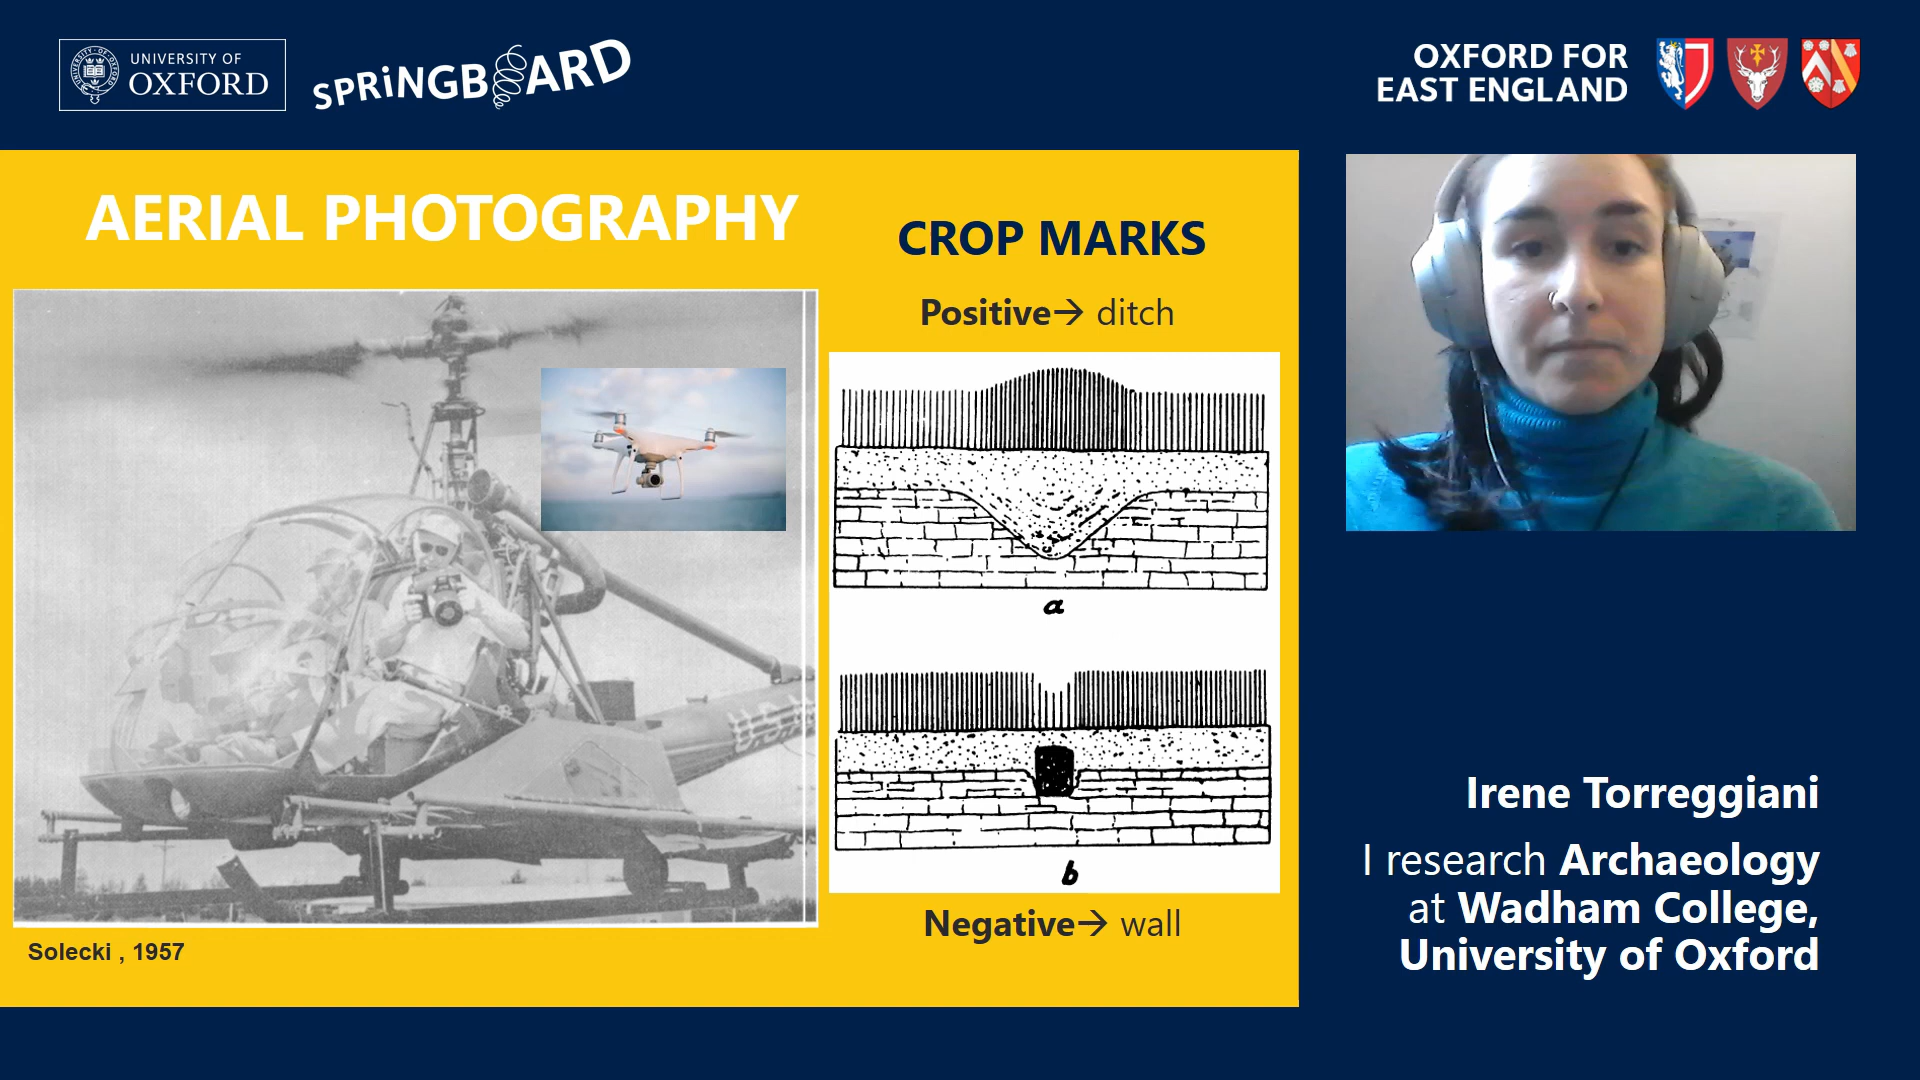 UNIVERSITY OF
OXFORD
SPRiNGBOARD
OXFORD FOR
EAST ENGLAND
AERIAL PHOTOGRAPHY
CROP MARKS
Positive→ ditch
a
b
Negative→ wall
Solecki , 1957
Irene Torreggiani
I research Archaeology
at Wadham College,
University of Oxford